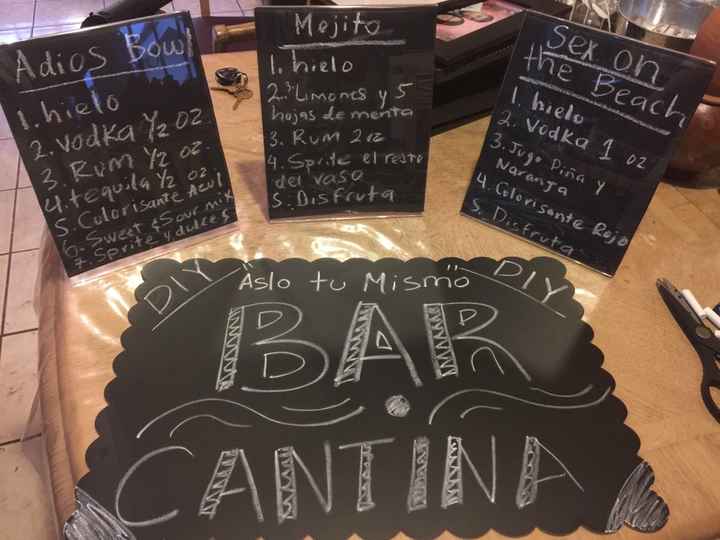 Adios Bowl
1. hielo
2. Vodka ½ oz
3. Rum ½ oz
4. tequila ½ oz
5. Culorisante Azul
6- Sweet & Sour mix
7- Sprite y dulces
Mejito
1. hielo
2. 3 Limones y 5
hojas de menta
3. Rum 2 oz
4. Sprite el resto
del vaso
5. Disfruta
Sex on
the Beach
1. hielo
2. Vodka 1 oz
3. Jugo Piña y
Naranja
4. Colorisante Rojo
5. Disfruta
DIY "Aslo tu Mismo" DIY
BAR
CANTINA